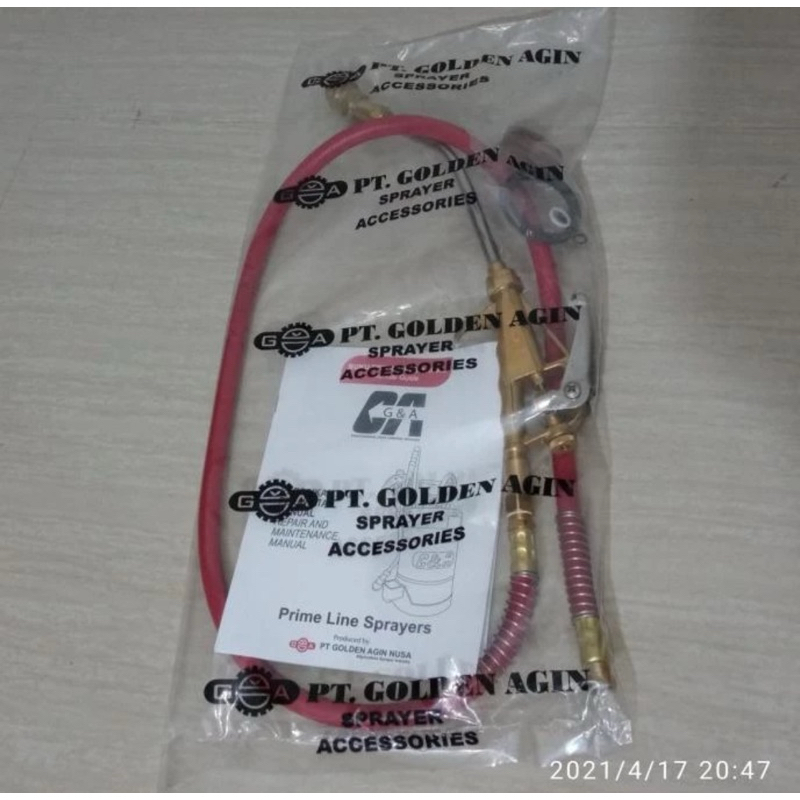 G&A PT. GOLDEN AGIN
SPRAYER
ACCESSORIES
G&A PT. GOLDEN AGIN
SPRAYER
ACCESSORIES
G&A PT. GOLDEN AGIN
SPRAYER
ACCESSORIES
G&A
G&A PT. GOLDEN AGIN
SPRAYER
ACCESSORIES
REPAIR AND
MAINTENANCE
MANUAL
G&A
Prime Line Sprayers
Produced by:
G&A PT GOLDEN AGIN NUSA
G&A PT. GOLDEN AGIN
SPRAYER
ACCESSORIES
2021/4/17 20:47